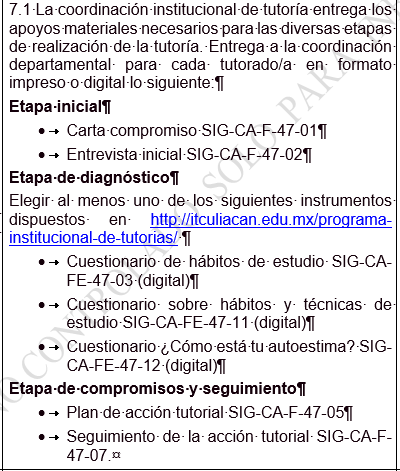 7.1 La coordinación institucional de tutoría entrega los
apoyos materiales necesarios para las diversas etapas
de realización de la tutoría. Entrega a la coordinación
departamental para cada tutorado/a en formato
impreso o digital lo siguiente:¶
Etapa inicial¶
• → Carta compromiso SIG-CA-F-47-01¶
• → Entrevista inicial SIG-CA-F-47-02¶
Etapa de diagnóstico¶
Elegir al menos uno de los siguientes instrumentos
dispuestos en http://itculiacan.edu.mx/programa-
institucional-de-tutorias/ ¶
• → Cuestionario de hábitos de estudio SIG-CA-
FE-47-03 (digital)¶
• → Cuestionario sobre hábitos y técnicas de
estudio SIG-CA-FE-47-11 (digital)¶
• → Cuestionario ¿Cómo está tu autoestima? SIG-
CA-FE-47-12 (digital)¶
Etapa de compromisos y seguimiento¶
• → Plan de acción tutorial SIG-CA-F-47-05¶
• → Seguimiento de la acción tutorial SIG-CA-F-
47-07.¤
NO CONTROLADO SOLO PARA